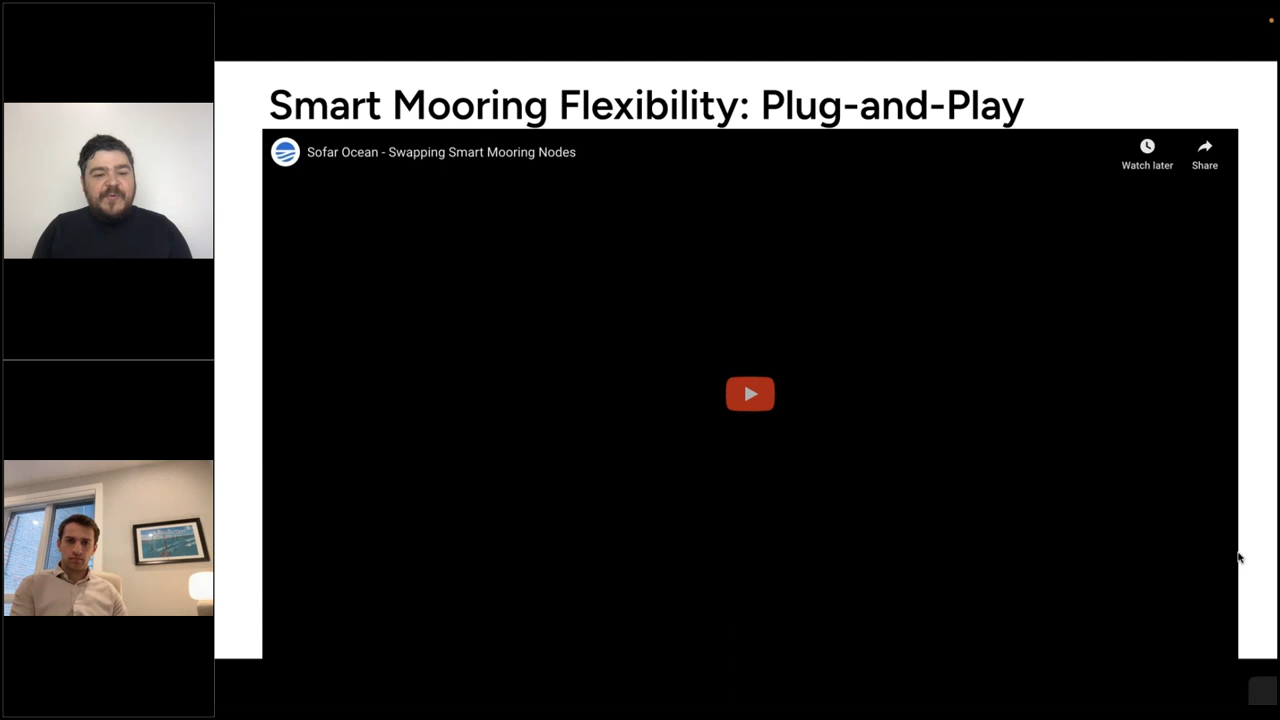 Smart Mooring Flexibility: Plug-and-Play
Sofar Ocean - Swapping Smart Mooring Nodes
Watch later
Share